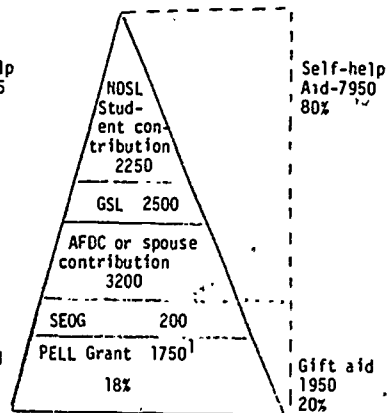 lp
5
NDSL
Stud-
ent con-
tribution
2250
GSL 2500
AFDC or spouse
contribution
3200
SEOG 200
PELL Grant 1750¹
18%
Self-help
Aid-7950
80%
Gift aid
1950
20%